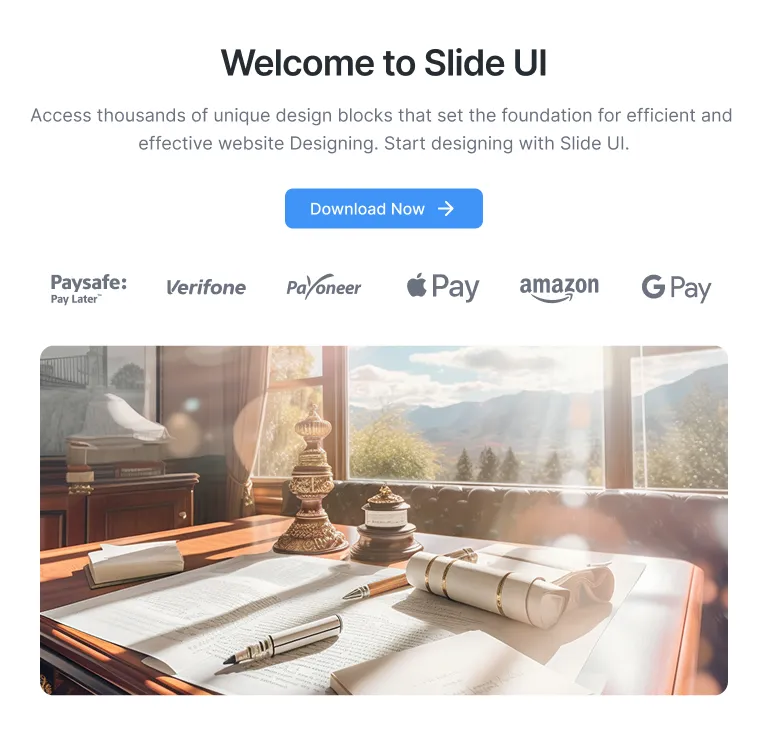 Welcome to Slide UI
Access thousands of unique design blocks that set the foundation for efficient and
effective website Designing. Start designing with Slide UI.
Download Now
Paysafe:
Pay Later™
Verifone
Payoneer
Pay
amazon
G Pay